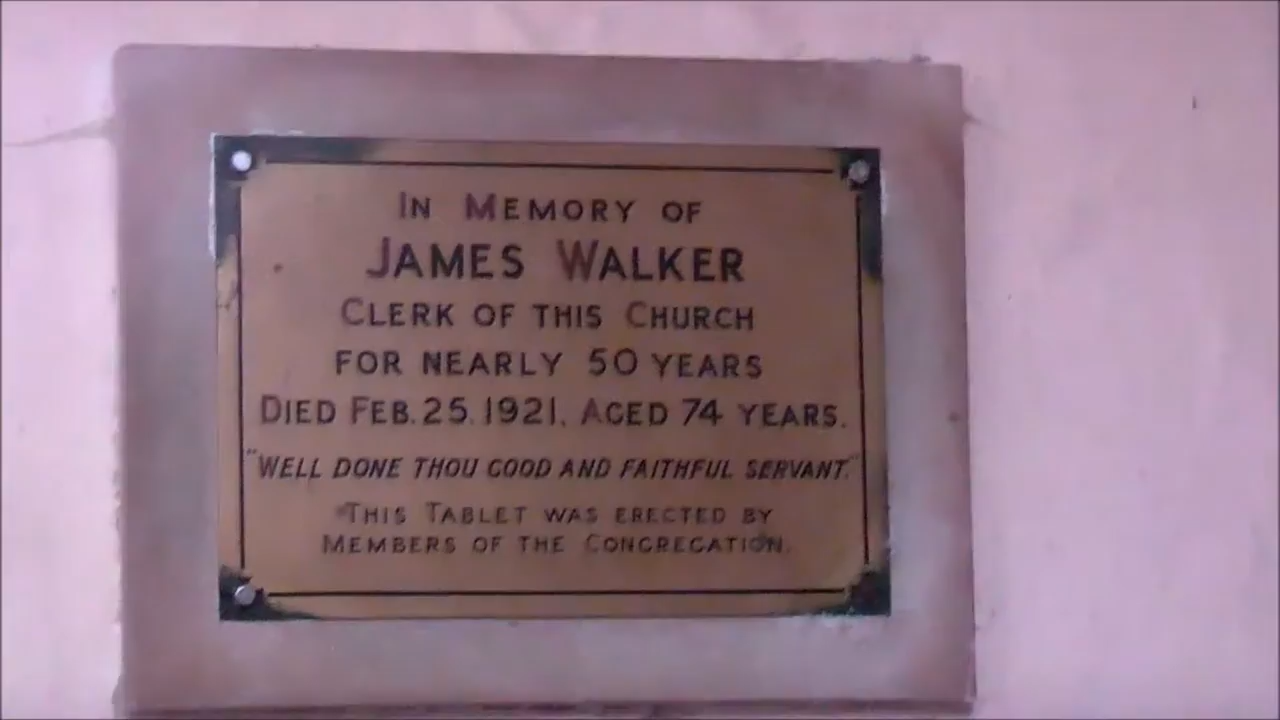 In Memory of
James Walker
Clerk of this Church
for nearly 50 years
Died Feb. 25. 1921. Aged 74 years.
"Well done thou good and faithful servant."
This Tablet was erected by
Members of the Congregation.